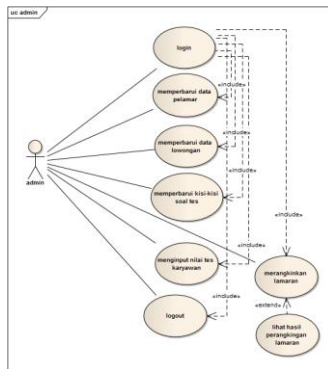 uc admin
login
memperbarui data
pelamar
«include»
memperbarui data
lowongan
«include»
memperbarui kisi-kisi
soal tes
«include»
«include»
admin
menginput nilai tes
karyawan
merangkinkan
lamaran
«include»
logout
«extend»
lihat hasil
perangkingan
lamaran